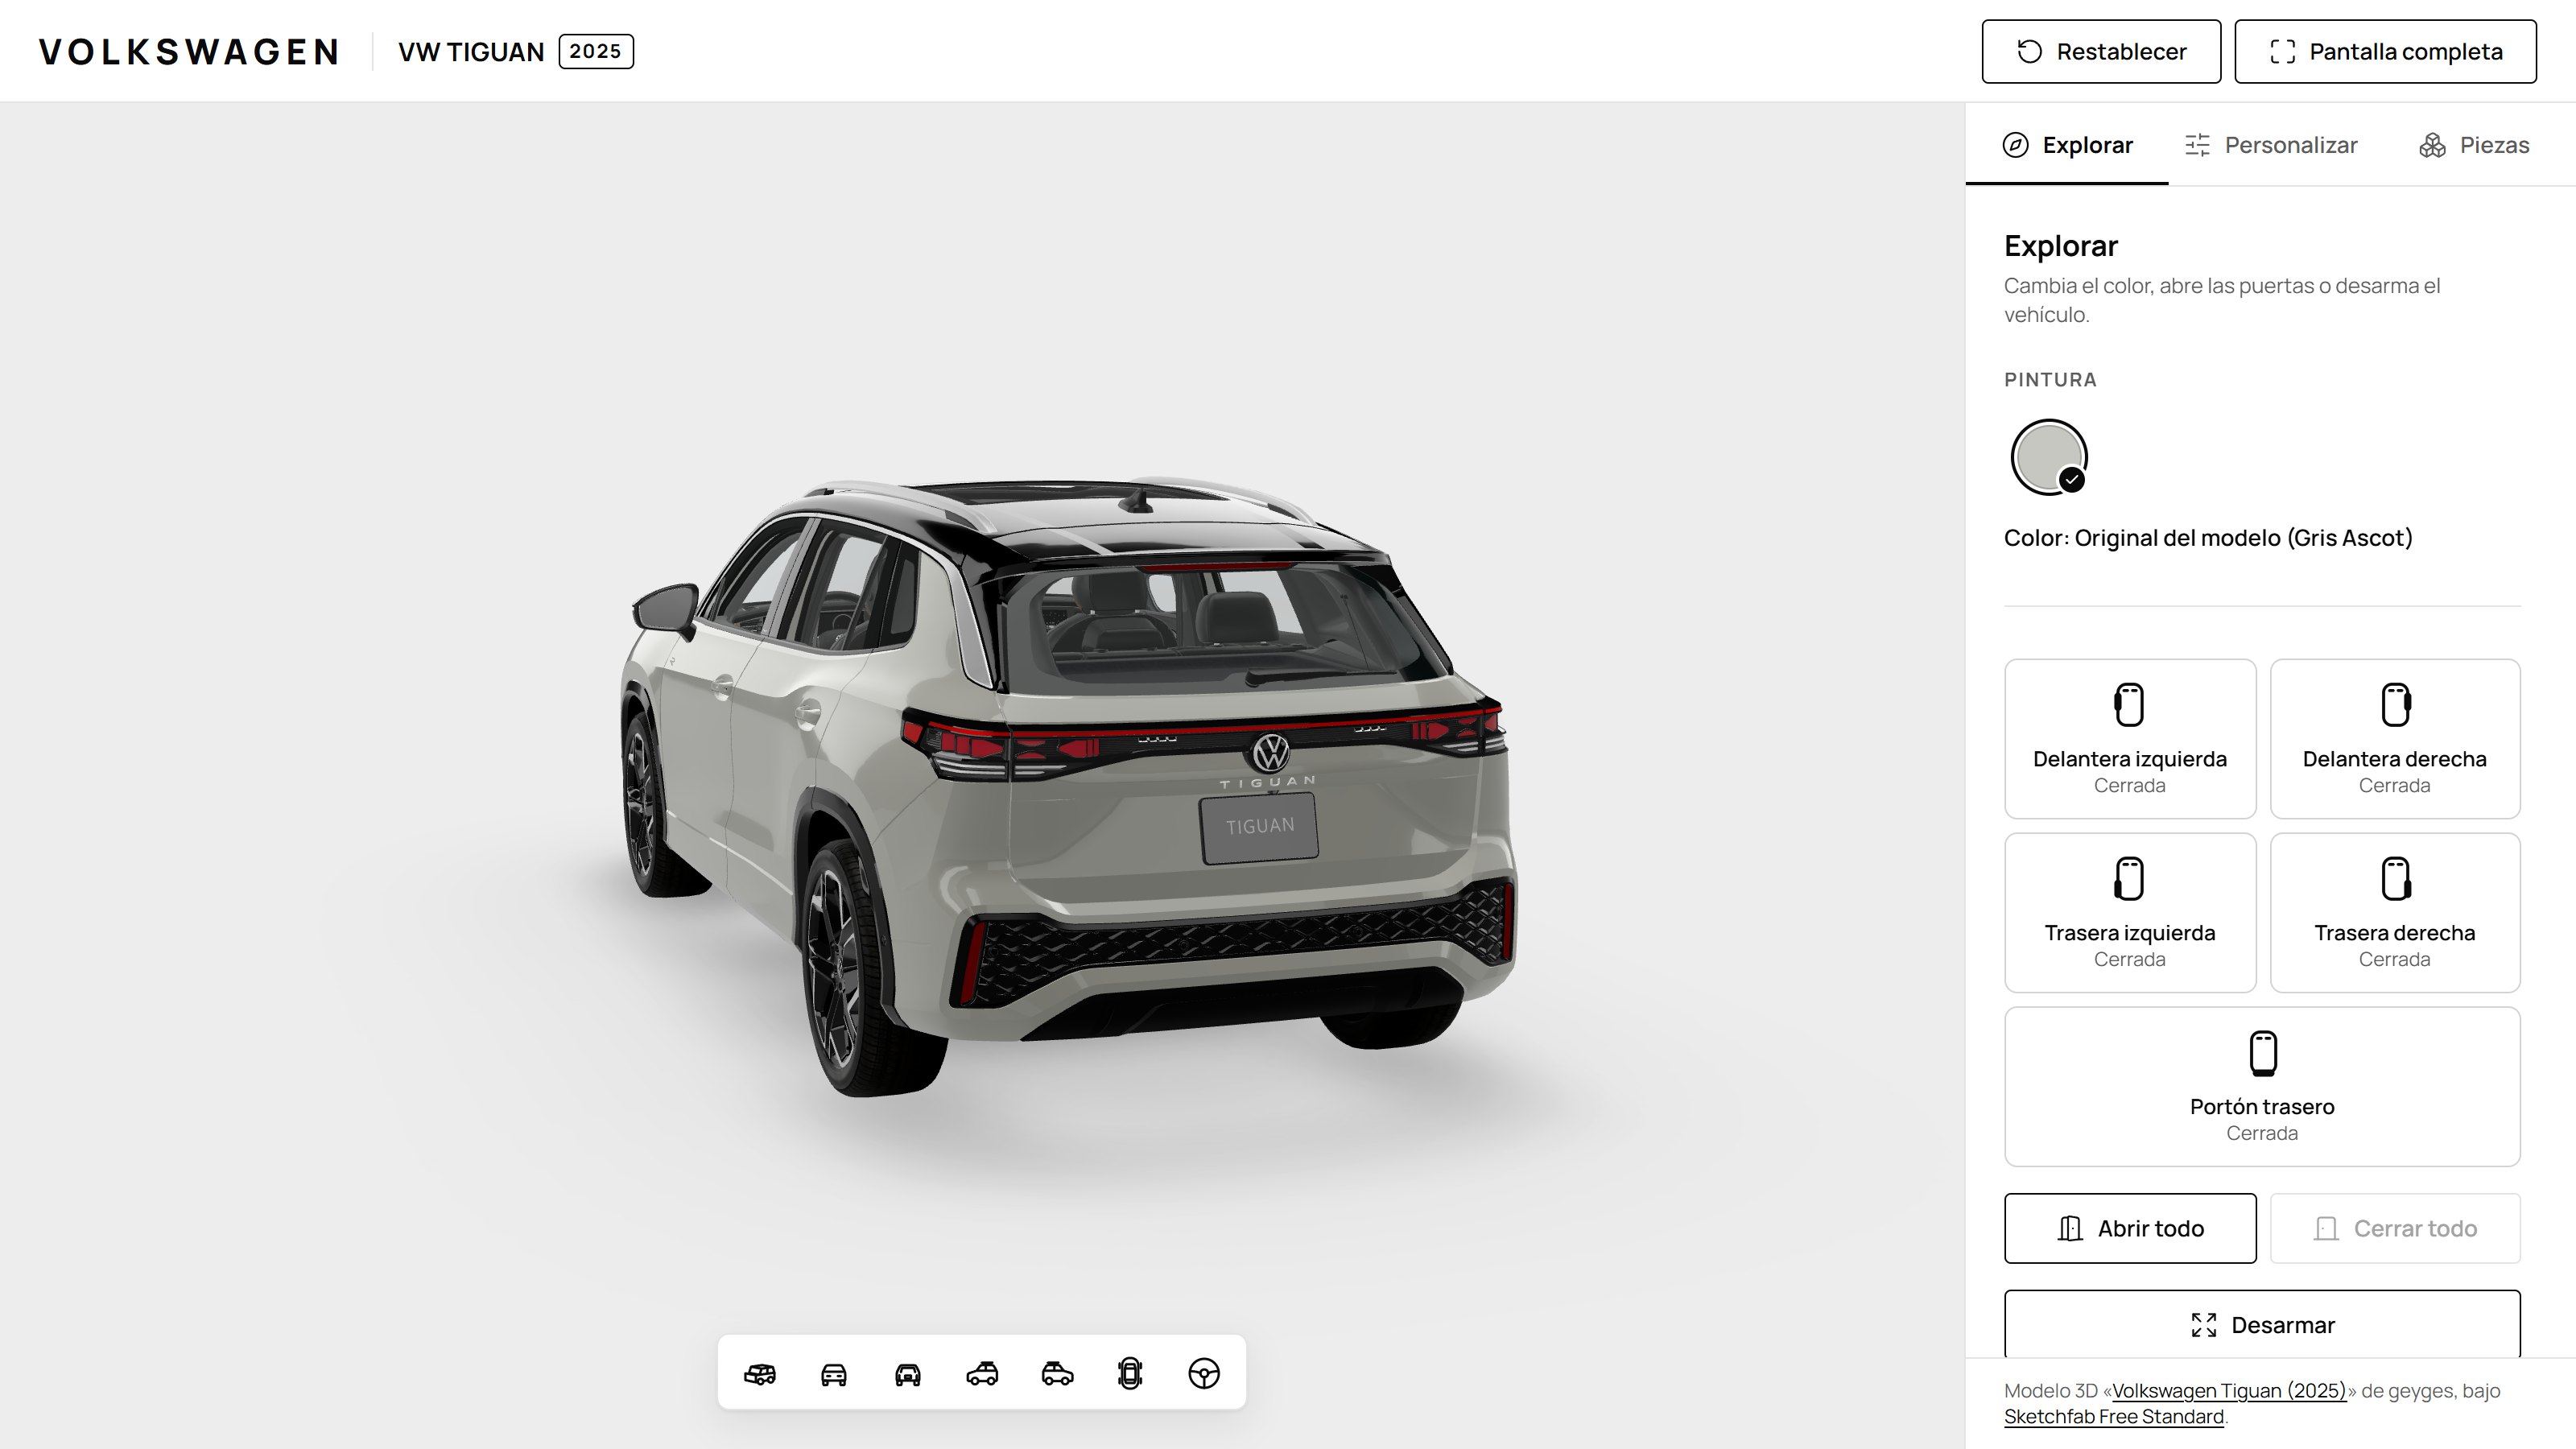 VOLKSWAGEN
VW TIGUAN
2025
Restablecer
Pantalla completa
Explorar
Personalizar
Piezas
Explorar
Cambia el color, abre las puertas o desarma el
vehículo.
PINTURA
Color: Original del modelo (Gris Ascot)
TIGUAN
TIGUAN
Delantera izquierda
Cerrada
Delantera derecha
Cerrada
Trasera izquierda
Cerrada
Trasera derecha
Cerrada
Portón trasero
Cerrada
Abrir todo
Cerrar todo
Desarmar
Modelo 3D «Volkswagen Tiguan (2025)» de geyges, bajo
Sketchfab Free Standard.